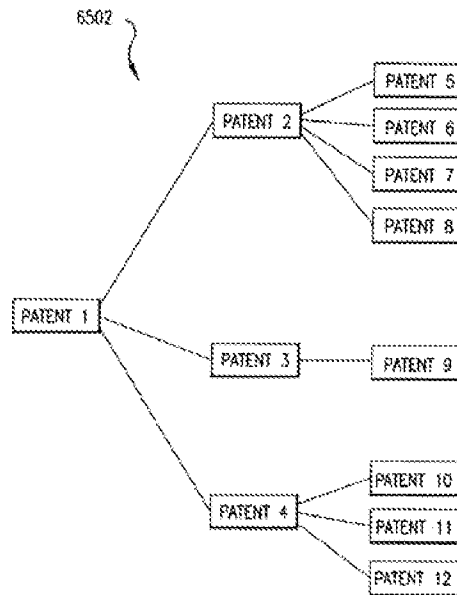 6502
PATENT 5
PATENT 2
PATENT 6
PATENT 7
PATENT 8
PATENT 1
PATENT 3
PATENT 9
PATENT 10
PATENT 4
PATENT 11
PATENT 12